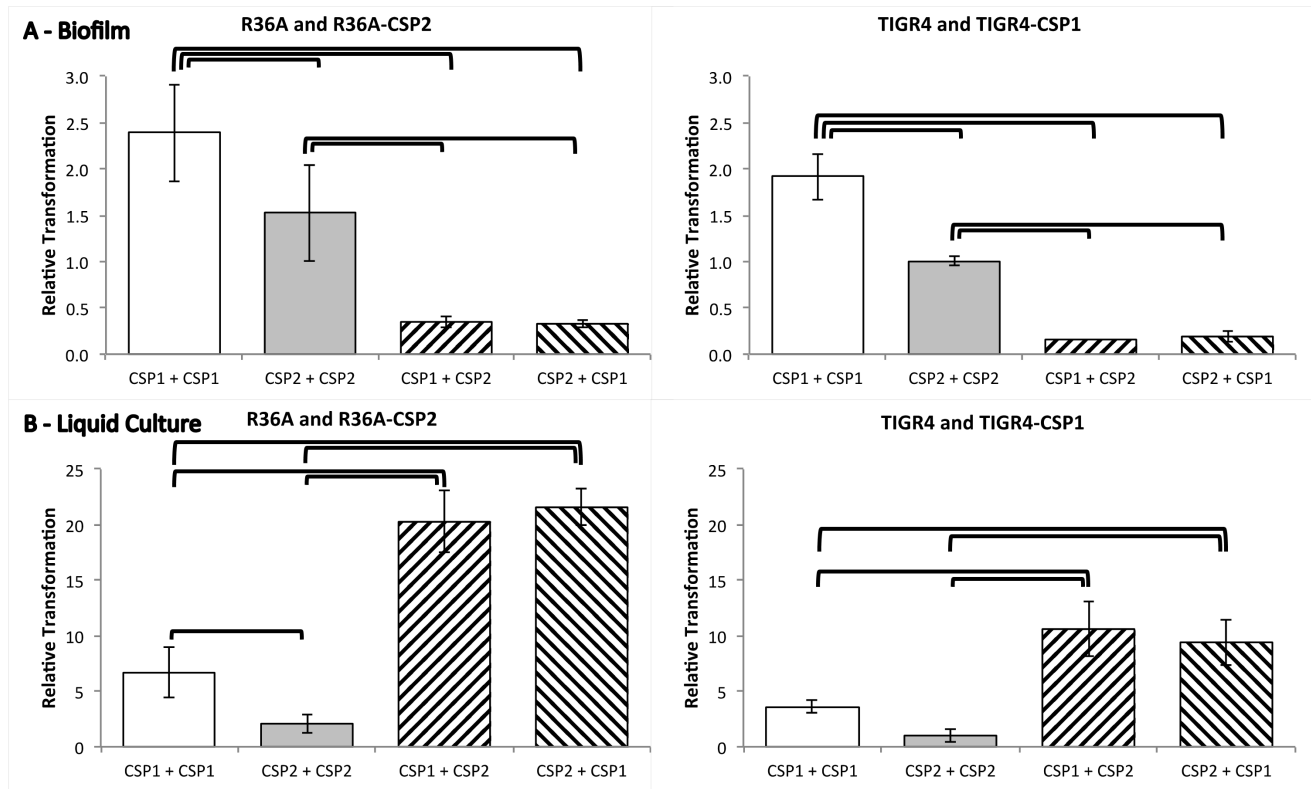 A - Biofilm
R36A and R36A-CSP2
Relative Transformation
3.0
2.5
2.0
1.5
1.0
0.5
0.0
CSP1 + CSP1 CSP2 + CSP2 CSP1 + CSP2 CSP2 + CSP1
TIGR4 and TIGR4-CSP1
Relative Transformation
3.0
2.5
2.0
1.5
1.0
0.5
0.0
CSP1 + CSP1 CSP2 + CSP2 CSP1 + CSP2 CSP2 + CSP1
B - Liquid Culture
R36A and R36A-CSP2
Relative Transformation
25
20
15
10
5
0
CSP1 + CSP1 CSP2 + CSP2 CSP1 + CSP2 CSP2 + CSP1
TIGR4 and TIGR4-CSP1
Relative Transformation
25
20
15
10
5
0
CSP1 + CSP1 CSP2 + CSP2 CSP1 + CSP2 CSP2 + CSP1